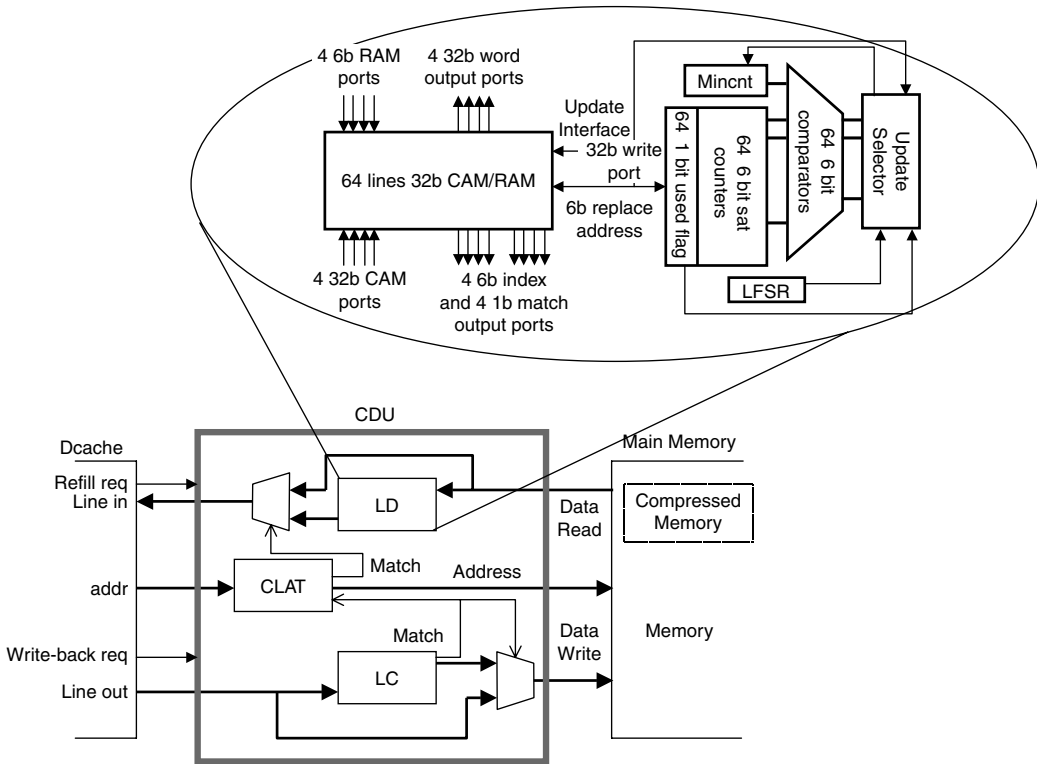 4 6b RAM
ports
4 32b word
output ports
Update
Interface
32b write
port
6b replace
address
64 lines 32b CAM/RAM
4 32b CAM
ports
4 6b index
and 4 1b match
output ports
Mincnt
64 1 bit used flag
64 6 bit sat
counters
64 6 bit
comparators
Update
Selector
LFSR
CDU
Dcache
Main Memory
Refill req
Line in
LD
Data
Read
Compressed
Memory
Match
addr
CLAT
Address
Write-back req
Match
Data
Write
Memory
Line out
LC